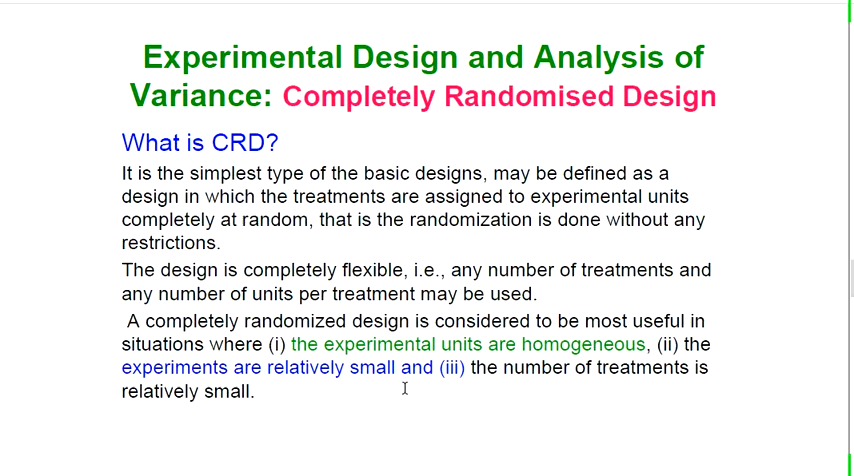 Experimental Design and Analysis of
Variance: Completely Randomised Design
What is CRD?
It is the simplest type of the basic designs, may be defined as a
design in which the treatments are assigned to experimental units
completely at random, that is the randomization is done without any
restrictions.
The design is completely flexible, i.e., any number of treatments and
any number of units per treatment may be used.
A completely randomized design is considered to be most useful in
situations where (i) the experimental units are homogeneous, (ii) the
experiments are relatively small and (iii) the number of treatments is
relatively small.